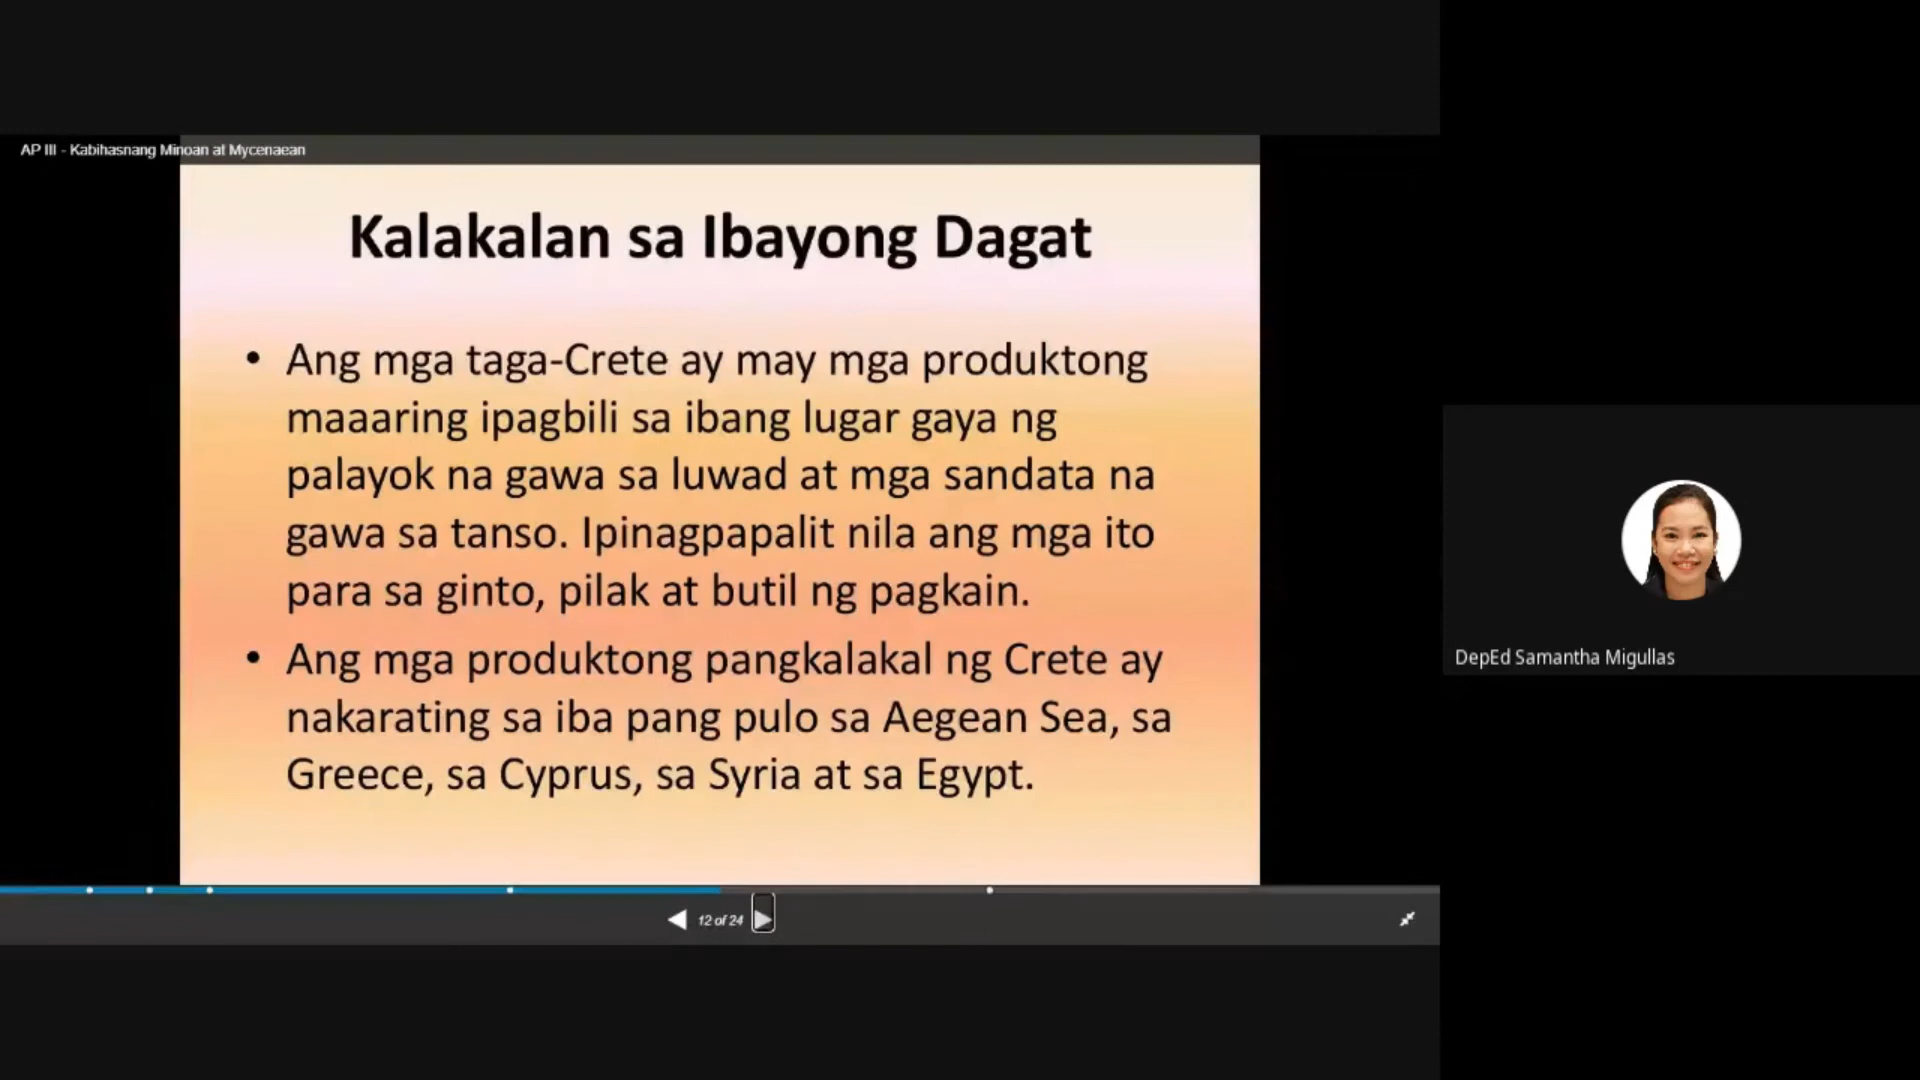 AP III - Kabihasnang Minoan at Mycenaean
Kalakalan sa Ibayong Dagat
• Ang mga taga-Crete ay may mga produktong
maaaring ipagbili sa ibang lugar gaya ng
palayok na gawa sa luwad at mga sandata na
gawa sa tanso. Ipinagpapalit nila ang mga ito
para sa ginto, pilak at butil ng pagkain.
• Ang mga produktong pangkalakal ng Crete ay
nakarating sa iba pang pulo sa Aegean Sea, sa
Greece, sa Cyprus, sa Syria at sa Egypt.
12 of 24
DepEd Samantha Migullas